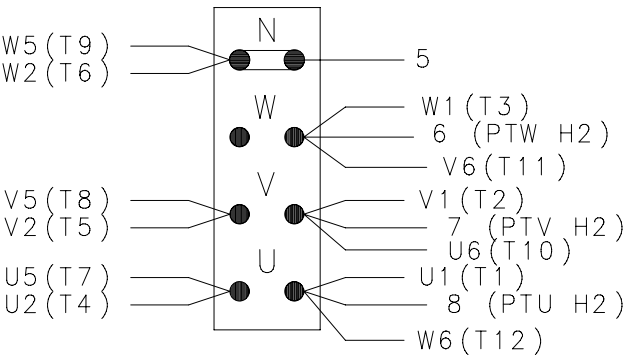 N
W5(T9)
W2(T6)
5
W
W1(T3)
6 (PTW H2)
V6(T11)
V
V5(T8)
V2(T5)
V1(T2)
7 (PTV H2)
U6(T10)
U
U5(T7)
U2(T4)
U1(T1)
8 (PTU H2)
W6(T12)